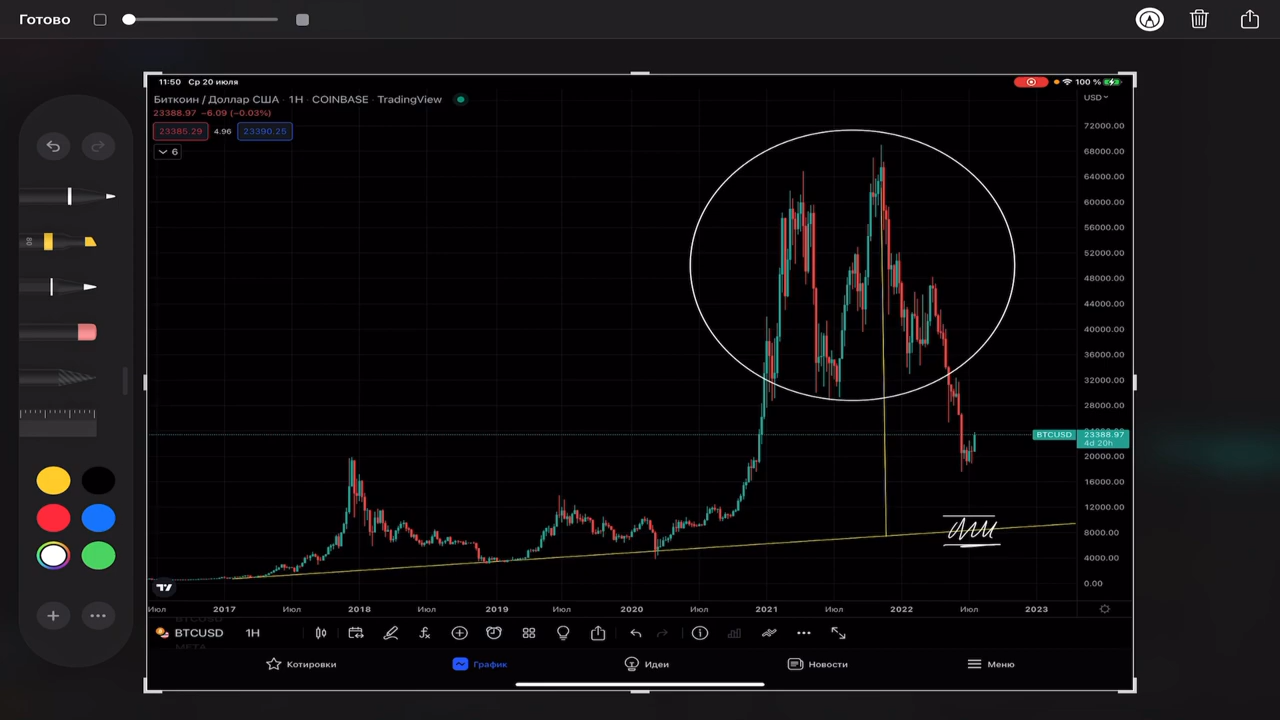 Готово
11:50 Ср 20 июля
100 %
Биткоин / Доллар США · 1Н · COINBASE · TradingView
23388.97 −6.09 (−0.03%)
23385.29 4.96 23390.25
6
USD
72000.00
68000.00
64000.00
60000.00
56000.00
52000.00
48000.00
44000.00
40000.00
36000.00
32000.00
28000.00
BTCUSD 23388.97
4d 20h
20000.00
16000.00
12000.00
8000.00
4000.00
0.00
80
Июл 2017 Июл 2018 Июл 2019 Июл 2020 Июл 2021 Июл 2022 Июл 2023
BTCUSD 1Н
Котировки График Идеи Новости Меню